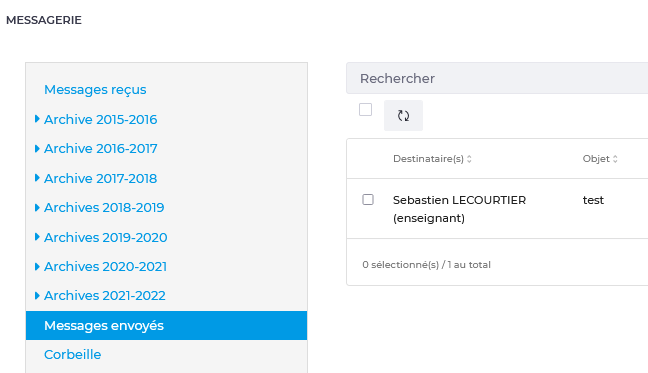 MESSAGERIE
Messages reçus
Archive 2015-2016
Archive 2016-2017
Archive 2017-2018
Archives 2018-2019
Archives 2019-2020
Archives 2020-2021
Archives 2021-2022
Messages envoyés
Corbeille
Rechercher
Destinataire(s) Objet
Sebastien LECOURTIER test
(enseignant)
0 sélectionné(s) / 1 au total